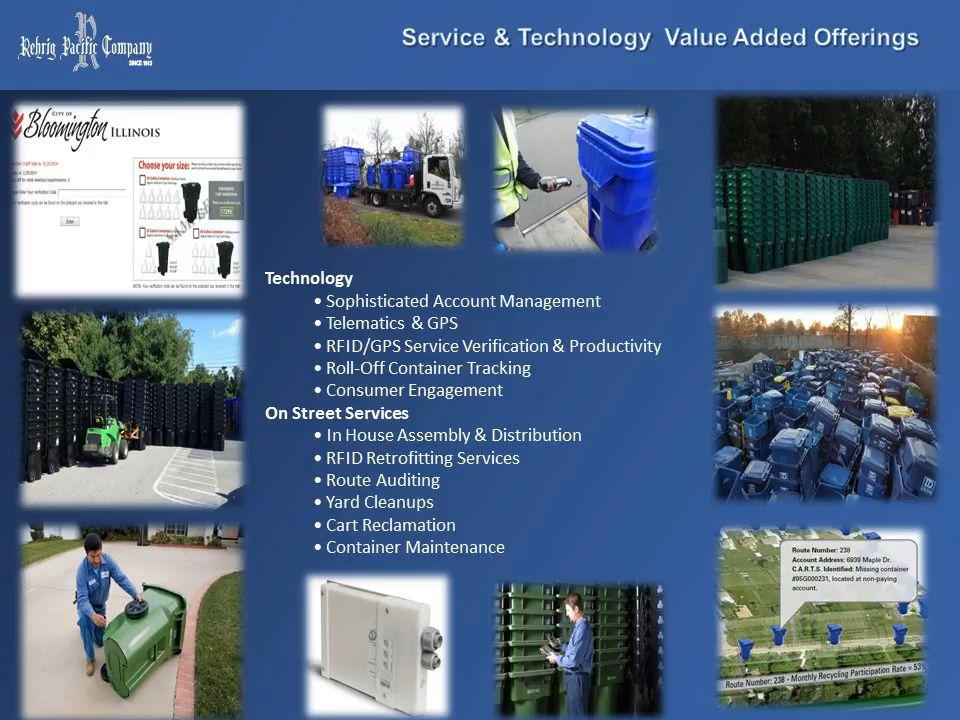 Rehrig Pacific Company
SINCE 1913
Service & Technology Value Added Offerings
CITY OF
Bloomington ILLINOIS
Choose your size:
Technology
• Sophisticated Account Management
• Telematics & GPS
• RFID/GPS Service Verification & Productivity
• Roll-Off Container Tracking
• Consumer Engagement
On Street Services
• In House Assembly & Distribution
• RFID Retrofitting Services
• Route Auditing
• Yard Cleanups
• Cart Reclamation
• Container Maintenance
Route Number: 238
Account Address: 6939 Maple Dr.
C.A.R.T.S. Identified: Missing container
#95G000231, located at non-paying
account.
Route Number: 238 - Monthly Recycling Participation Rate = 53%